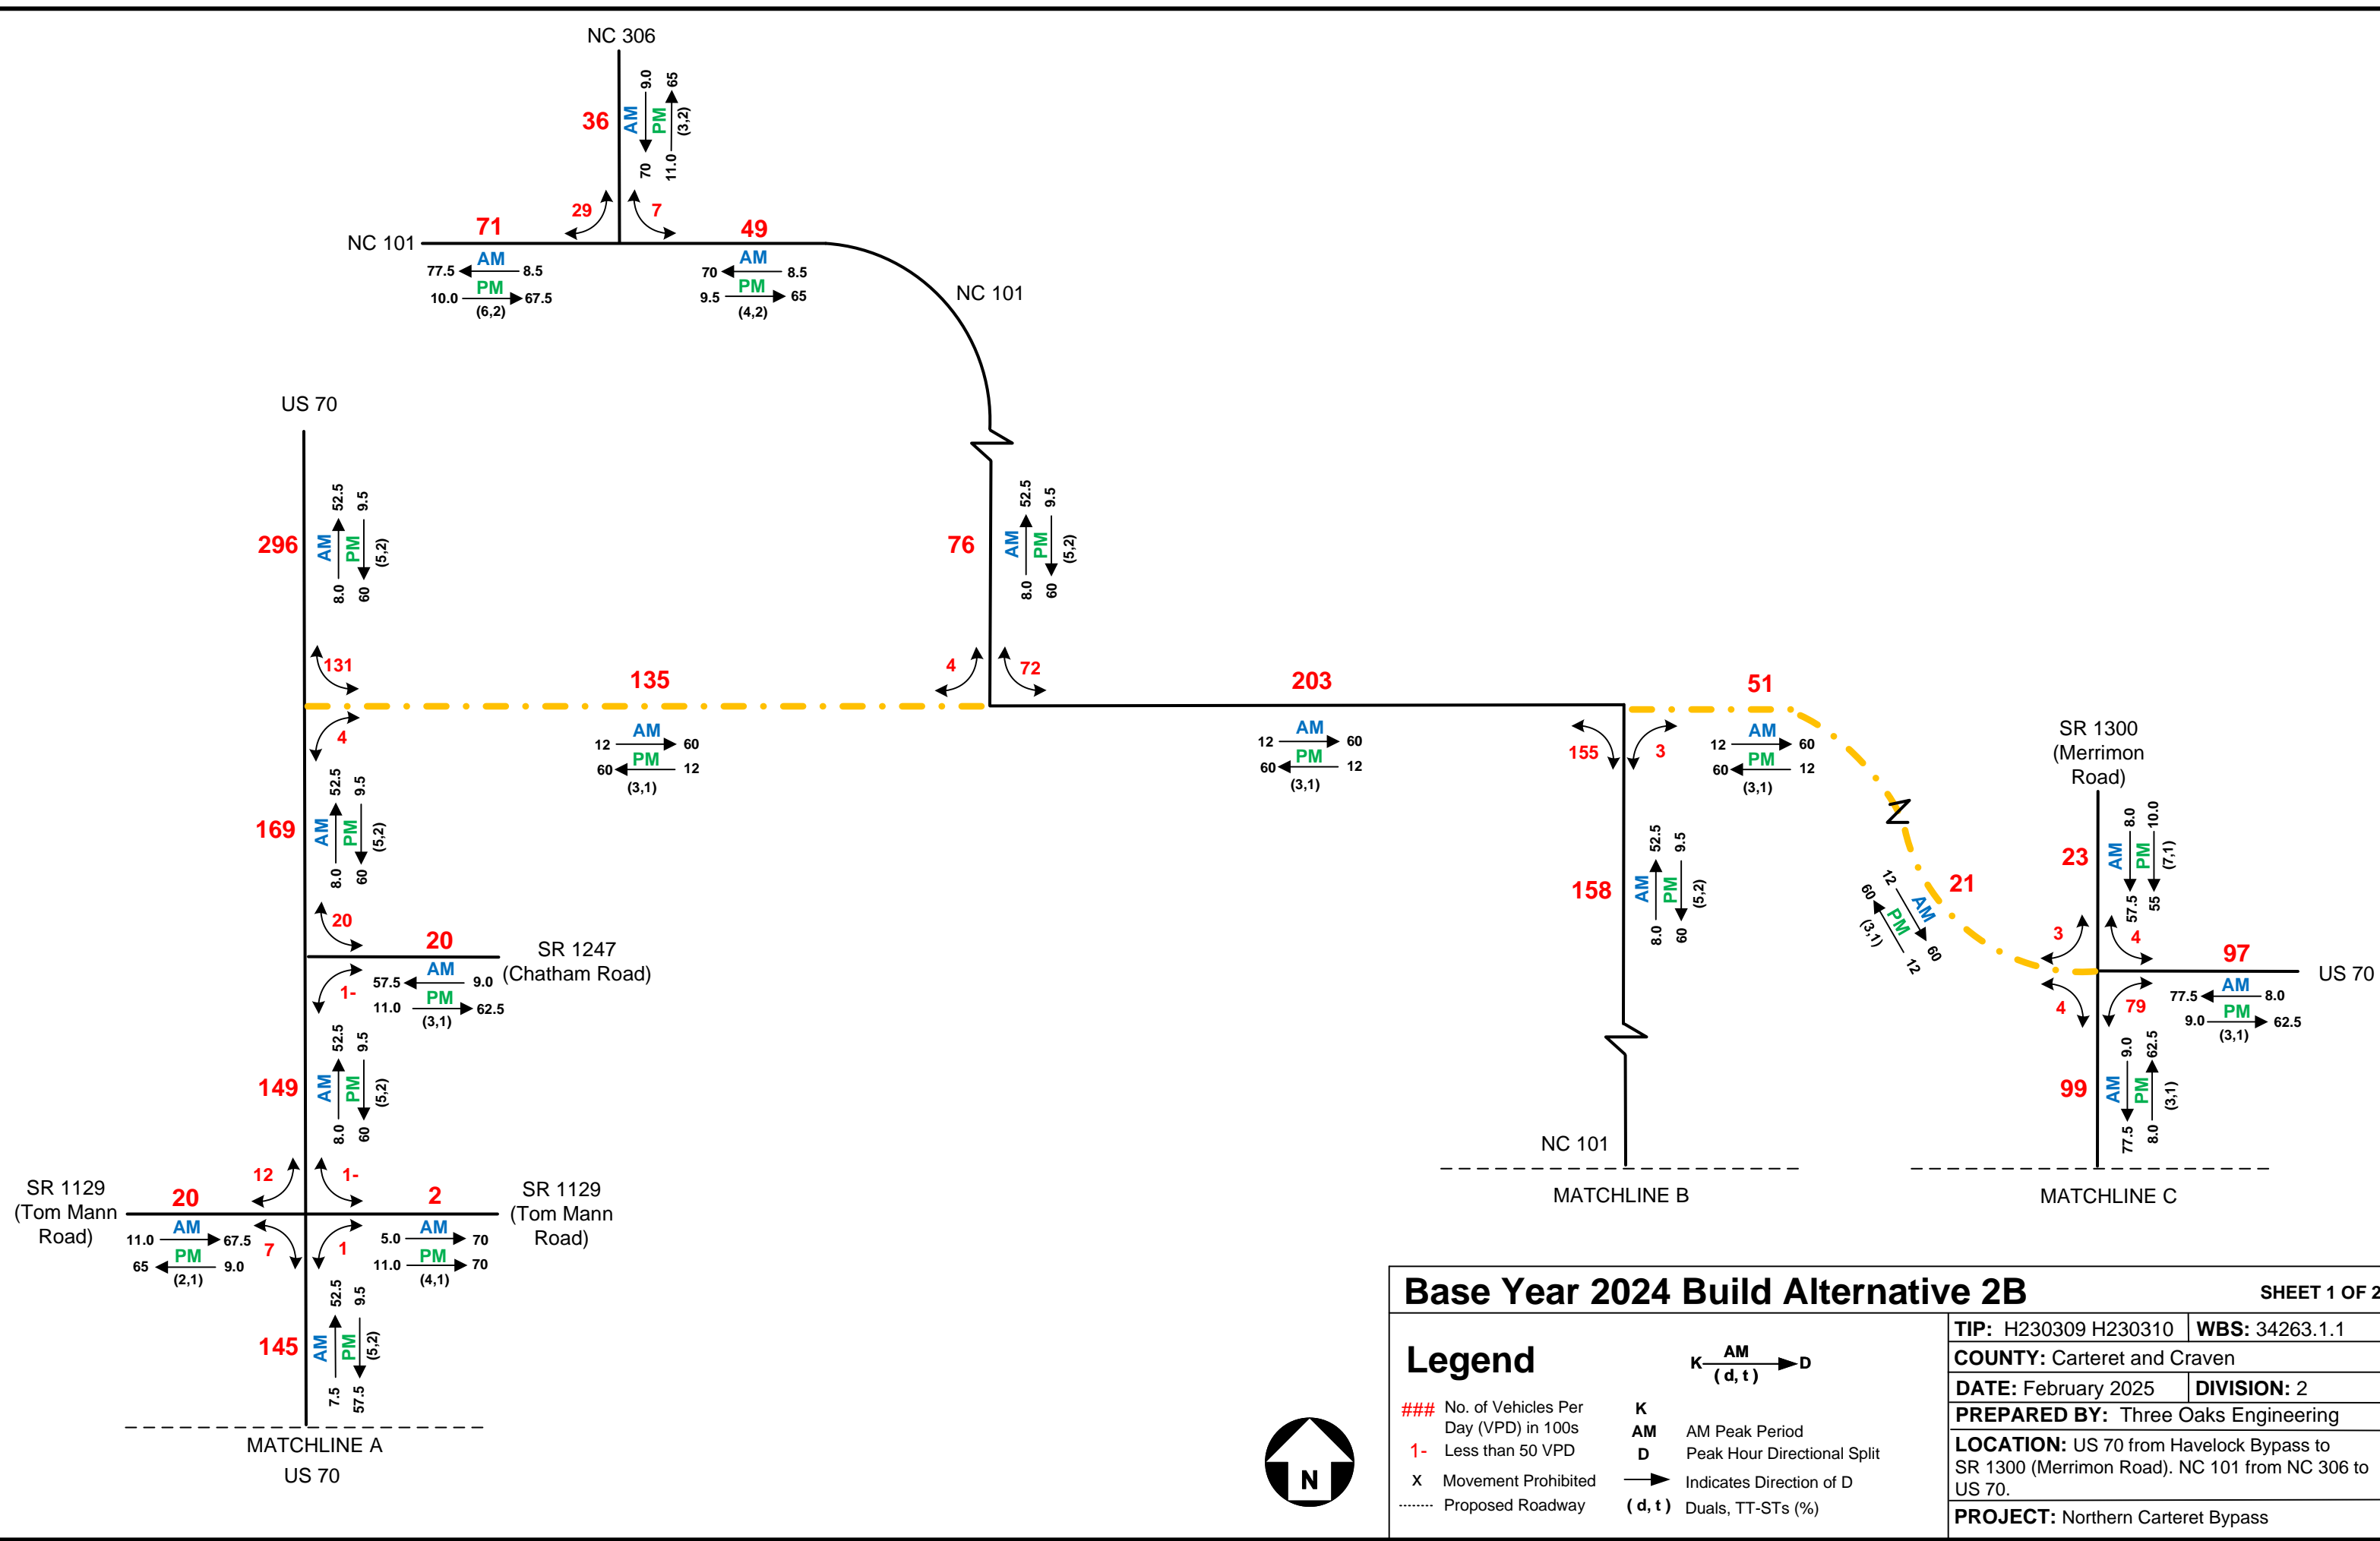 NC 306
36
AM
9.0
70
PM
65
11.0
(3,2)
29
7
NC 101
71
AM
77.5 8.5
PM
10.0 67.5
(6,2)
49
AM
70 8.5
PM
9.5 65
(4,2)
NC 101
US 70
296
AM
52.5
8.0
PM
9.5
60
(5,2)
76
AM
52.5
8.0
PM
9.5
60
(5,2)
131
4
135
AM
12 60
PM
60 12
(3,1)
4
72
203
AM
12 60
PM
60 12
(3,1)
155
3
51
AM
12 60
PM
60 12
(3,1)
N
SR 1300
(Merrimon
Road)
169
AM
52.5
8.0
PM
9.5
60
(5,2)
158
AM
52.5
8.0
PM
9.5
60
(5,2)
21
12
AM
60
60
PM
12
(3,1)
23
AM
8.0
57.5
PM
10.0
55
(7,1)
3
4
4
79
97
US 70
AM
77.5 8.0
PM
9.0 62.5
(3,1)
99
AM
9.0
77.5
PM
62.5
8.0
(3,1)
20
20
SR 1247
(Chatham Road)
AM
57.5 9.0
PM
11.0 62.5
(3,1)
1-
149
AM
52.5
8.0
PM
9.5
60
(5,2)
NC 101
MATCHLINE B
MATCHLINE C
12
1-
SR 1129
(Tom Mann
Road)
20
AM
11.0 67.5
PM
65 9.0
(2,1)
7
1
2
SR 1129
(Tom Mann
Road)
AM
5.0 70
PM
11.0 70
(4,1)
145
AM
52.5
7.5
PM
9.5
57.5
(5,2)
MATCHLINE A
US 70
N
Base Year 2024 Build Alternative 2B
SHEET 1 OF 2
Legend
K AM D
( d, t )
### No. of Vehicles Per
Day (VPD) in 100s
1- Less than 50 VPD
X Movement Prohibited
Proposed Roadway
K
AM AM Peak Period
D Peak Hour Directional Split
Indicates Direction of D
( d, t ) Duals, TT-STs (%)
TIP: H230309 H230310 WBS: 34263.1.1
COUNTY: Carteret and Craven
DATE: February 2025 DIVISION: 2
PREPARED BY: Three Oaks Engineering
LOCATION: US 70 from Havelock Bypass to
SR 1300 (Merrimon Road). NC 101 from NC 306 to
US 70.
PROJECT: Northern Carteret Bypass